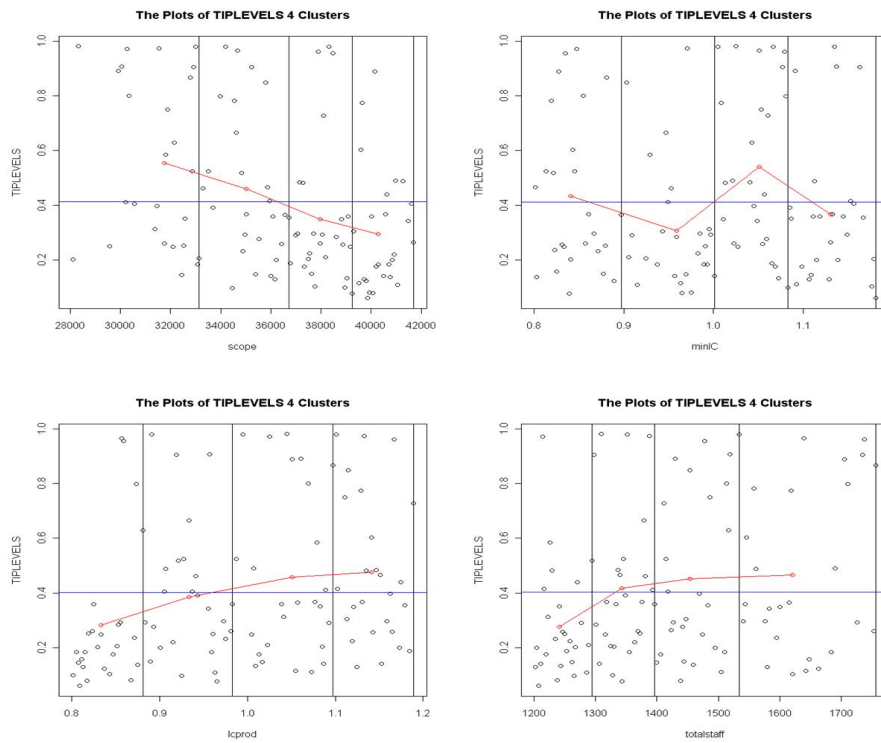 The Plots of TIPLEVELS 4 Clusters
TIPLEVELS
1.0
0.8
0.6
0.4
0.2
28000 30000 32000 34000 36000 38000 40000 42000
scope
The Plots of TIPLEVELS 4 Clusters
TIPLEVELS
1.0
0.8
0.6
0.4
0.2
0.8 0.9 1.0 1.1
minIC
The Plots of TIPLEVELS 4 Clusters
TIPLEVELS
1.0
0.8
0.6
0.4
0.2
0.8 0.9 1.0 1.1 1.2
lcprod
The Plots of TIPLEVELS 4 Clusters
TIPLEVELS
1.0
0.8
0.6
0.4
0.2
1200 1300 1400 1500 1600 1700
totalstaff